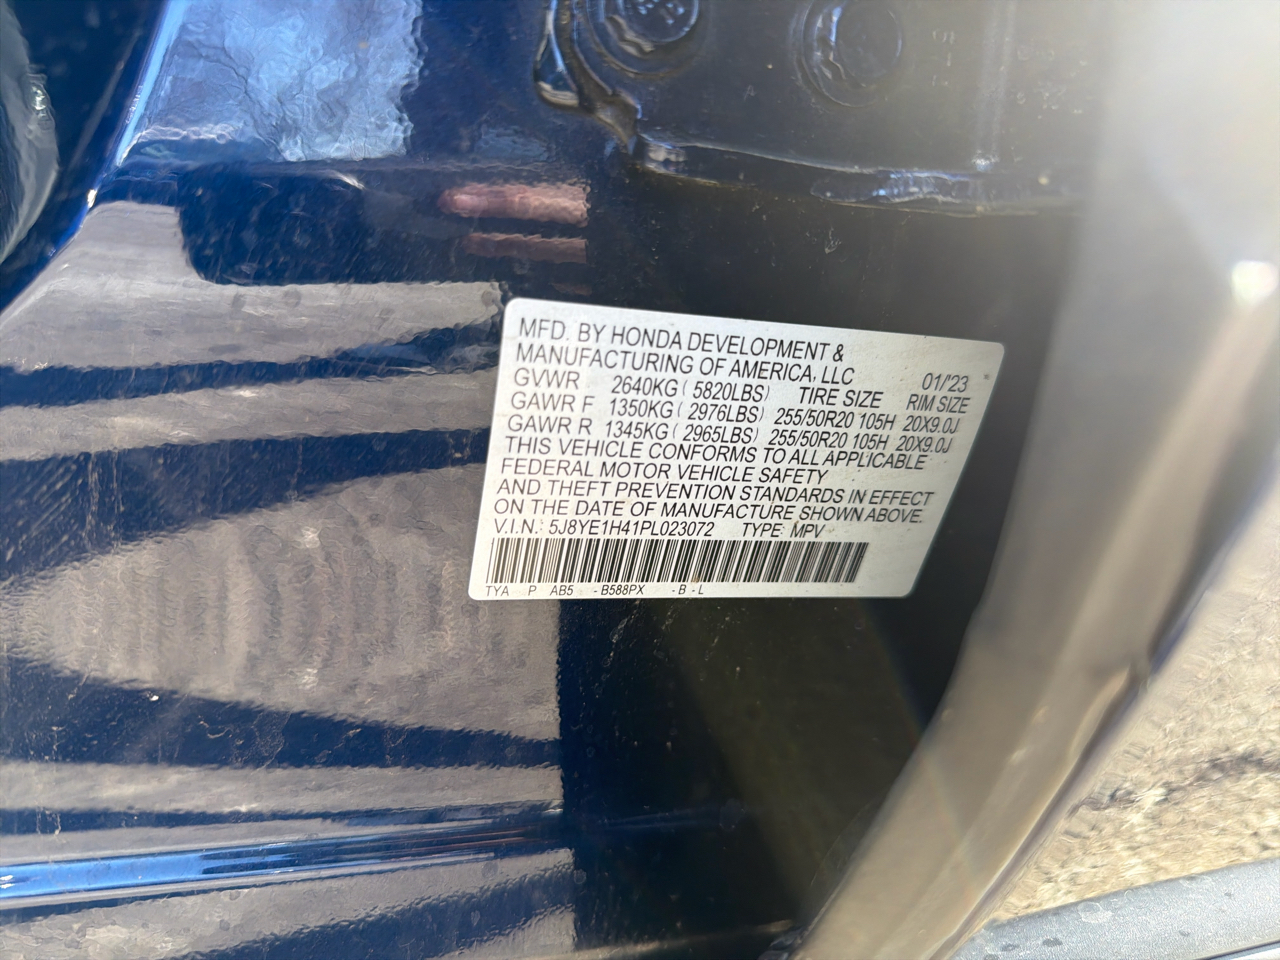 MFD. BY HONDA DEVELOPMENT &
MANUFACTURING OF AMERICA, LLC 01/'23
GVWR 2640KG ( 5820LBS) TIRE SIZE RIM SIZE
GAWR F 1350KG ( 2976LBS) 255/50R20 105H 20X9.0J
GAWR R 1345KG ( 2965LBS) 255/50R20 105H 20X9.0J
THIS VEHICLE CONFORMS TO ALL APPLICABLE
FEDERAL MOTOR VEHICLE SAFETY
AND THEFT PREVENTION STANDARDS IN EFFECT
ON THE DATE OF MANUFACTURE SHOWN ABOVE.
V.I.N.: 5J8YE1H41PL023072 TYPE: MPV
TYA P AB5 -B588PX -B -L